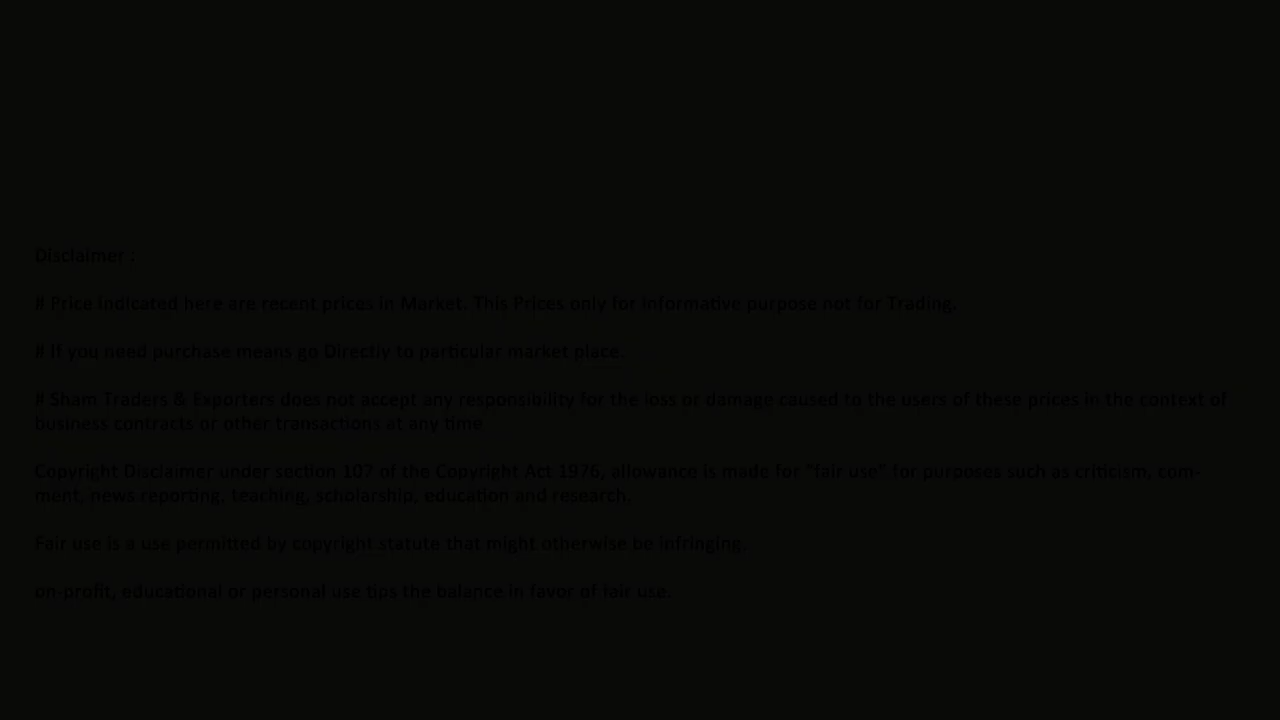 Disclaimer :
# Price indicated here are recent prices in Market. This Prices only for informative purpose not for Trading.
# If you need purchase means go Directly to particular market place.
# Sham Traders & Exporters does not accept any responsibility for the loss or damage caused to the users of these prices in the context of
business contracts or other transactions at any time
Copyright Disclaimer under section 107 of the Copyright Act 1976, allowance is made for "fair use" for purposes such as criticism, com-
ment, news reporting, teaching, scholarship, education and research.
Fair use is a use permitted by copyright statute that might otherwise be infringing.
on-profit, educational or personal use tips the balance in favor of fair use.